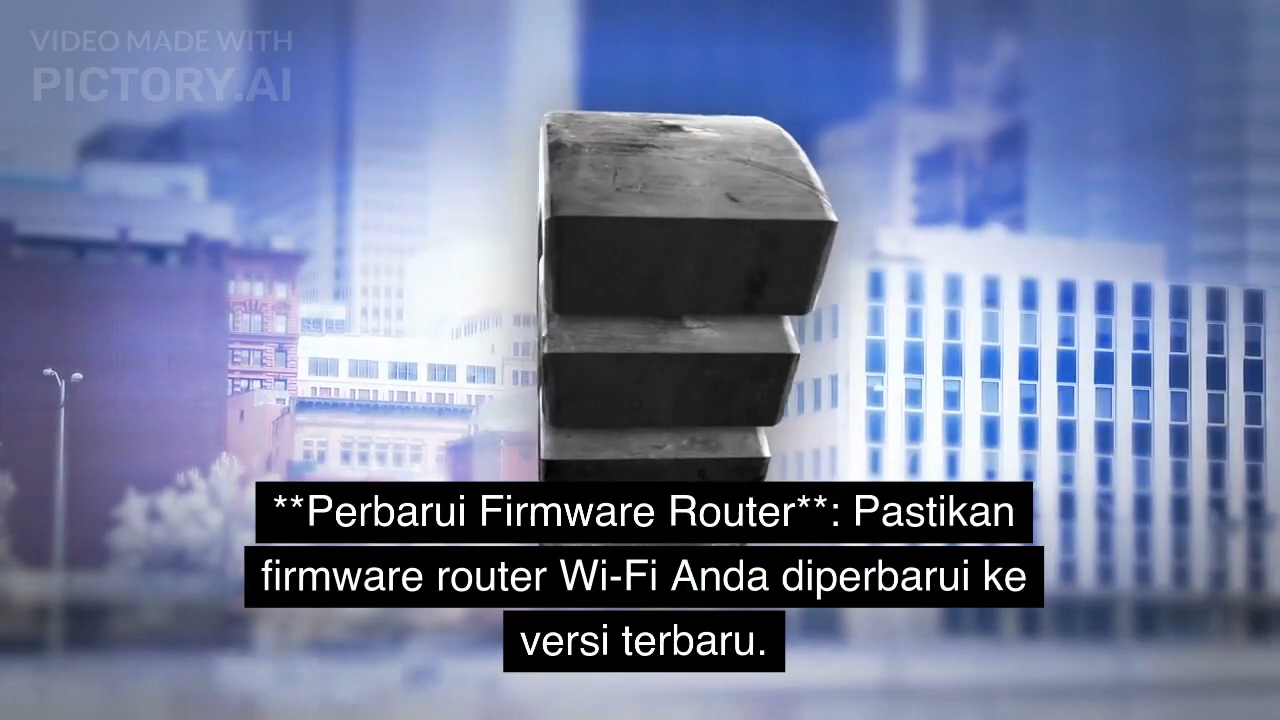 VIDEO MADE WITH
PICTORY.AI
**Perbarui Firmware Router**: Pastikan
firmware router Wi-Fi Anda diperbarui ke
versi terbaru.